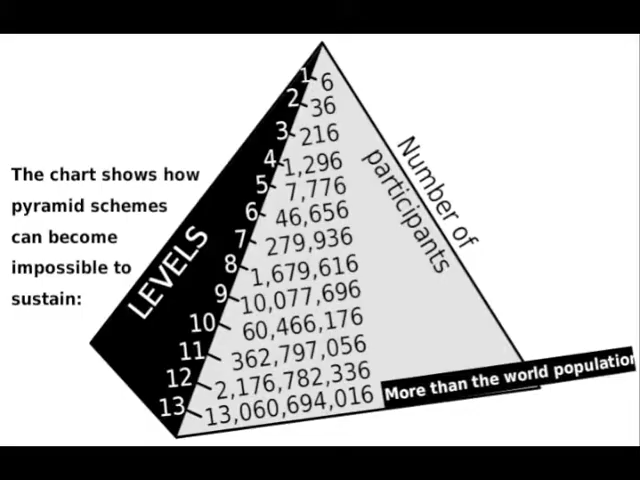 The chart shows how
pyramid schemes
can become
impossible to
sustain:
LEVELS
Number of
participants
1 6
2 36
3 216
4 1,296
5 7,776
6 46,656
7 279,936
8 1,679,616
9 10,077,696
10 60,466,176
11 362,797,056
12 2,176,782,336
13 13,060,694,016
More than the world population